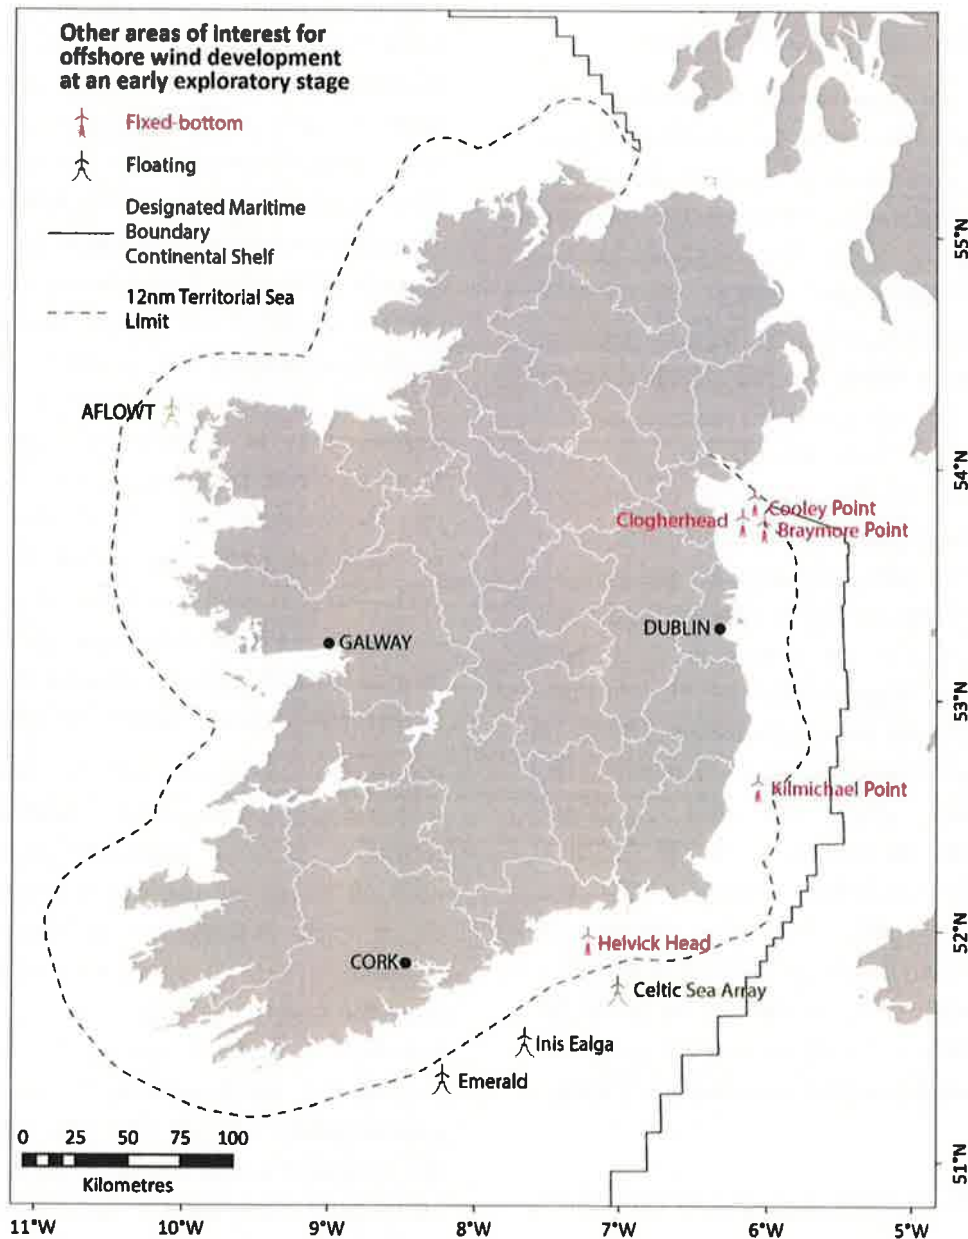 Other areas of interest for
offshore wind development
at an early exploratory stage
Fixed-bottom
Floating
Designated Maritime
Boundary
Continental Shelf
12nm Territorial Sea
Limit
55°N
AFLOWT
54°N
Cooley Point
Clogherhead
Braymore Point
DUBLIN
GALWAY
53°N
Kilmichael Point
52°N
Helvick Head
CORK
Celtic Sea Array
Inis Ealga
Emerald
0 25 50 75 100
Kilometres
51°N
11°W 10°W 9°W 8°W 7°W 6°W 5°W